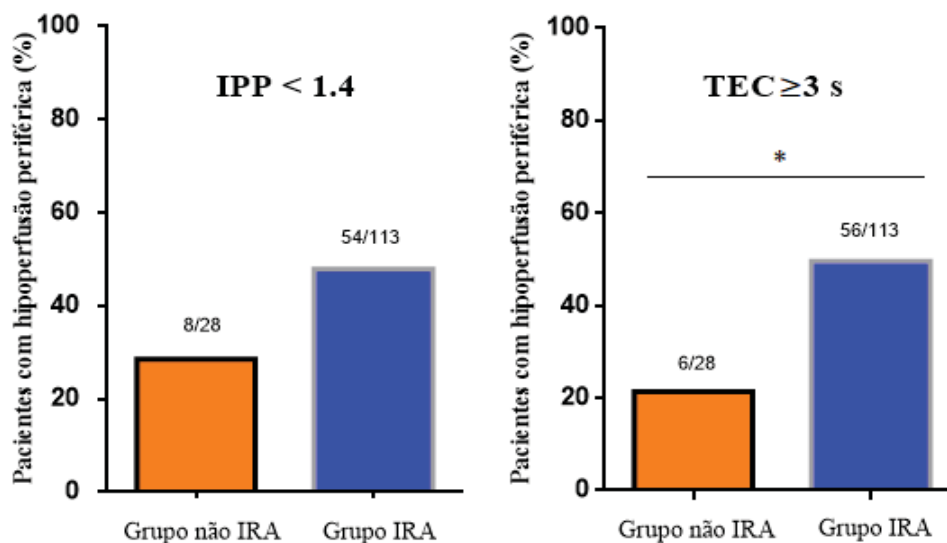 Pacientes com hipoperfusão periférica (%)
100
80
60
40
20
0
IPP < 1.4
8/28
54/113
Grupo não IRA
Grupo IRA
Pacientes com hipoperfusão periférica (%)
100
80
60
40
20
0
TEC ≥3 s
*
6/28
56/113
Grupo não IRA
Grupo IRA